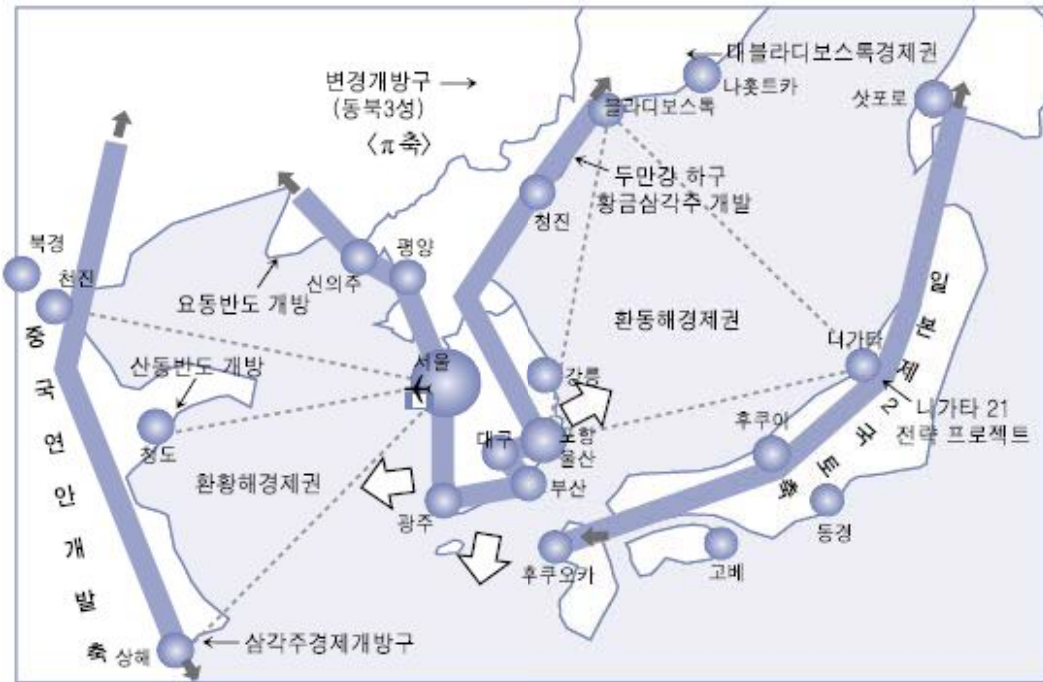 대블라디보스톡경제권
나홋트카
변경개방구
(동북3성)
〈π축〉
블라디보스톡
삿포로
두만강 하구
황금삼각주 개발
청진
북경
천진
평양
신의주
요동반도 개방
환동해경제권
니가타
서울
산동반도 개방
강릉
니가타 21
전략 프로젝트
청도
후쿠이
대구
포항
울산
환황해경제권
부산
광주
동경
후쿠오카
고베
삼각주경제개방구
상해
중국연안개발축
일본제2국토축